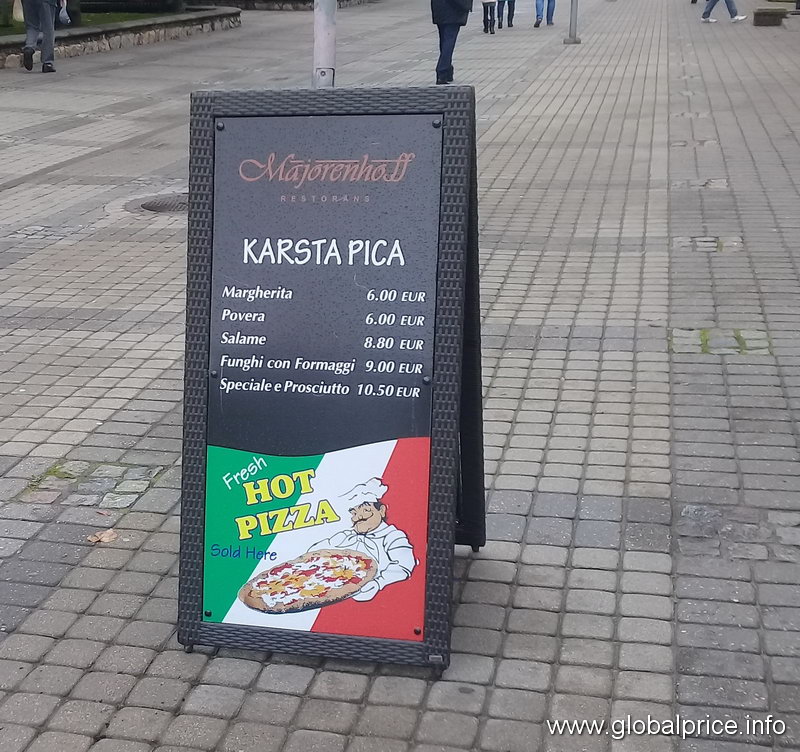 Majorenhoff
RESTORĀNS
KARSTA PICA
Margherita 6.00 EUR
Povera 6.00 EUR
Salame 8.80 EUR
Funghi con Formaggi 9.00 EUR
Speciale e Prosciutto 10.50 EUR
Fresh
HOT
PIZZA
Sold Here
www.globalprice.info